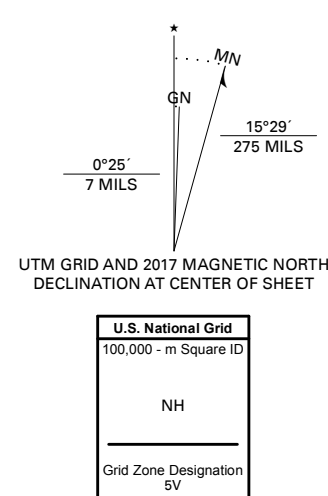 ★
MN
GN
15°29´
275 MILS
0°25´
7 MILS
UTM GRID AND 2017 MAGNETIC NORTH
DECLINATION AT CENTER OF SHEET
U.S. National Grid
100,000 - m Square ID
NH
Grid Zone Designation
5V